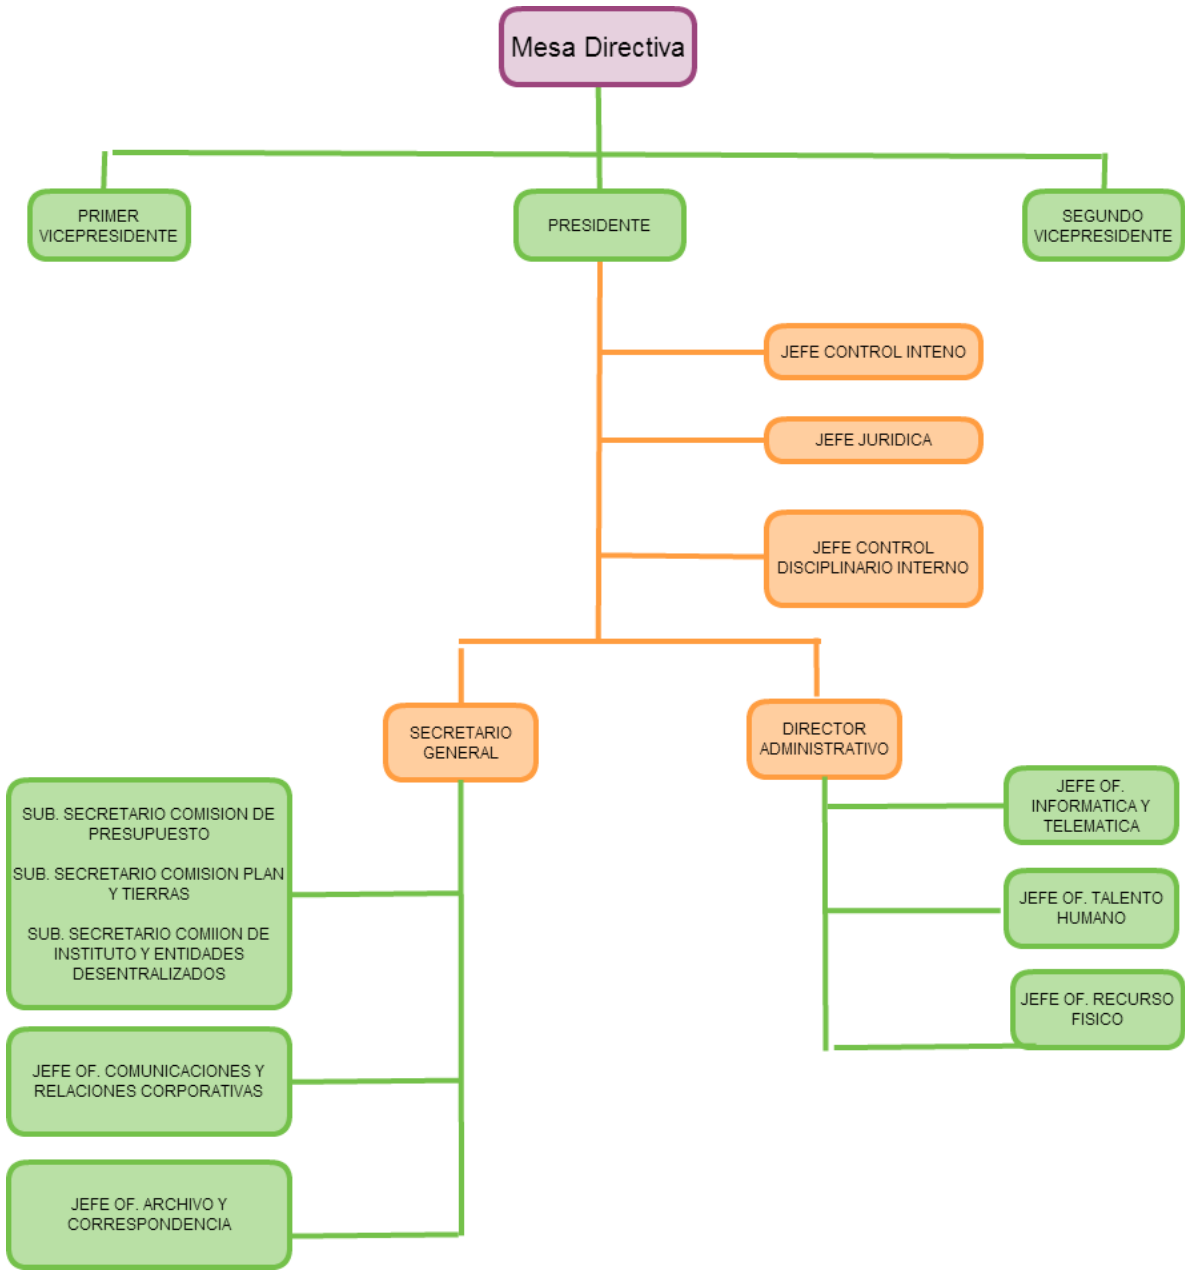 Mesa Directiva
PRIMER
VICEPRESIDENTE
PRESIDENTE
SEGUNDO
VICEPRESIDENTE
JEFE CONTROL INTENO
JEFE JURIDICA
JEFE CONTROL
DISCIPLINARIO INTERNO
SECRETARIO
GENERAL
DIRECTOR
ADMINISTRATIVO
SUB. SECRETARIO COMISION DE
PRESUPUESTO
SUB. SECRETARIO COMISION PLAN
Y TIERRAS
SUB. SECRETARIO COMIION DE
INSTITUTO Y ENTIDADES
DESENTRALIZADOS
JEFE OF. COMUNICACIONES Y
RELACIONES CORPORATIVAS
JEFE OF. ARCHIVO Y
CORRESPONDENCIA
JEFE OF.
INFORMATICA Y
TELEMATICA
JEFE OF. TALENTO
HUMANO
JEFE OF. RECURSO
FISICO